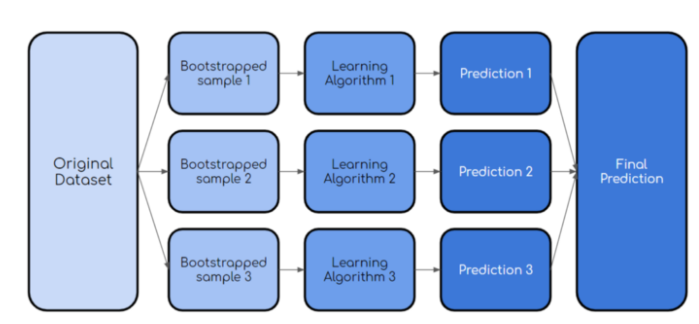 Original
Dataset
Bootstrapped
sample 1
Learning
Algorithm 1
Prediction 1
Bootstrapped
sample 2
Learning
Algorithm 2
Prediction 2
Bootstrapped
sample 3
Learning
Algorithm 3
Prediction 3
Final
Prediction